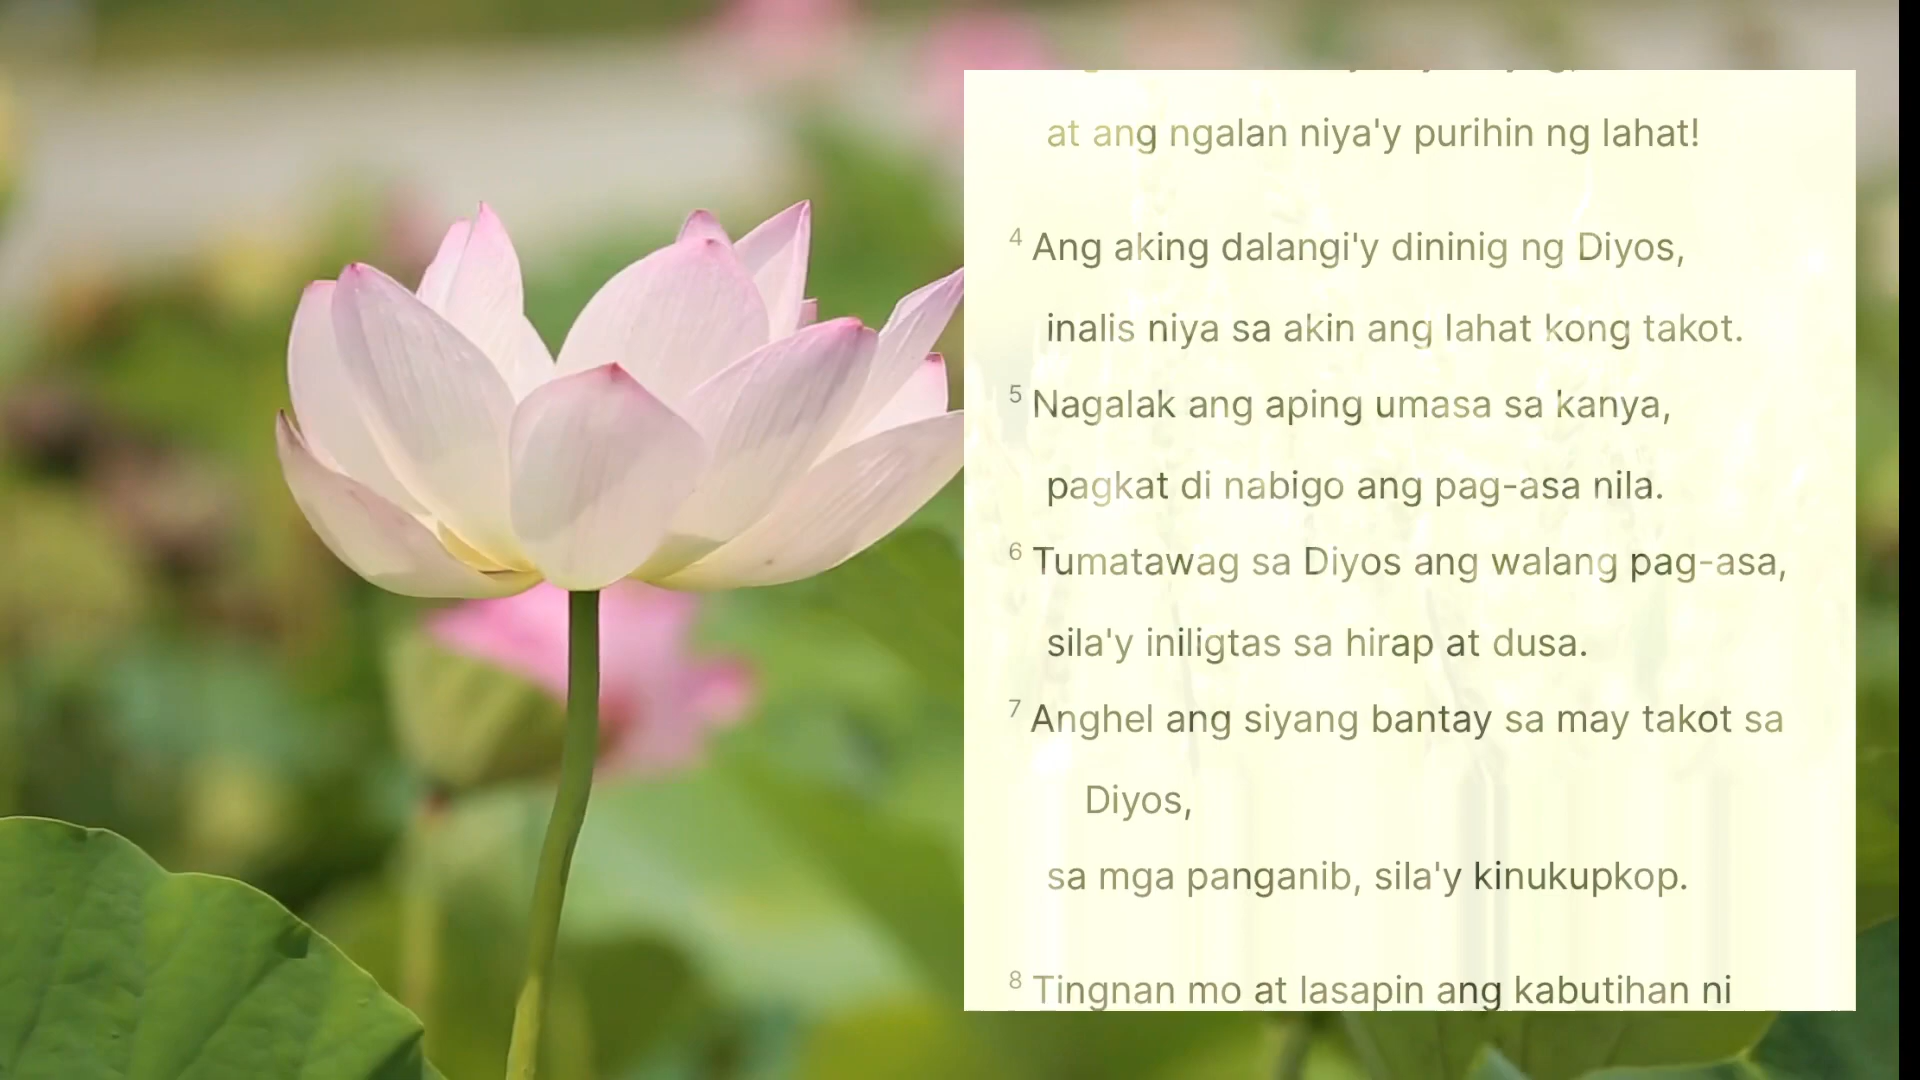 at ang ngalan niya'y purihin ng lahat!
4 Ang aking dalangi'y dininig ng Diyos,
inalis niya sa akin ang lahat kong takot.
5 Nagalak ang aping umasa sa kanya,
pagkat di nabigo ang pag-asa nila.
6 Tumatawag sa Diyos ang walang pag-asa,
sila'y iniligtas sa hirap at dusa.
7 Anghel ang siyang bantay sa may takot sa
Diyos,
sa mga panganib, sila'y kinukupkop.
8 Tingnan mo at lasapin ang kabutihan ni